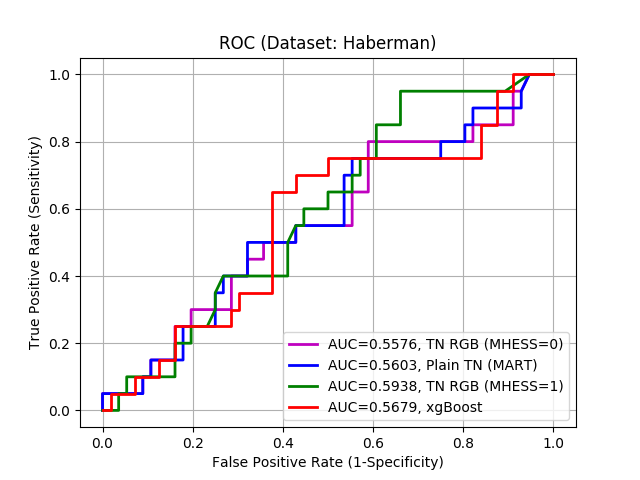 ROC (Dataset: Haberman)
True Positive Rate (Sensitivity)
1.0
0.8
0.6
0.4
0.2
0.0
AUC=0.5576, TN RGB (MHESS=0)
AUC=0.5603, Plain TN (MART)
AUC=0.5938, TN RGB (MHESS=1)
AUC=0.5679, xgBoost
0.0 0.2 0.4 0.6 0.8 1.0
False Positive Rate (1-Specificity)